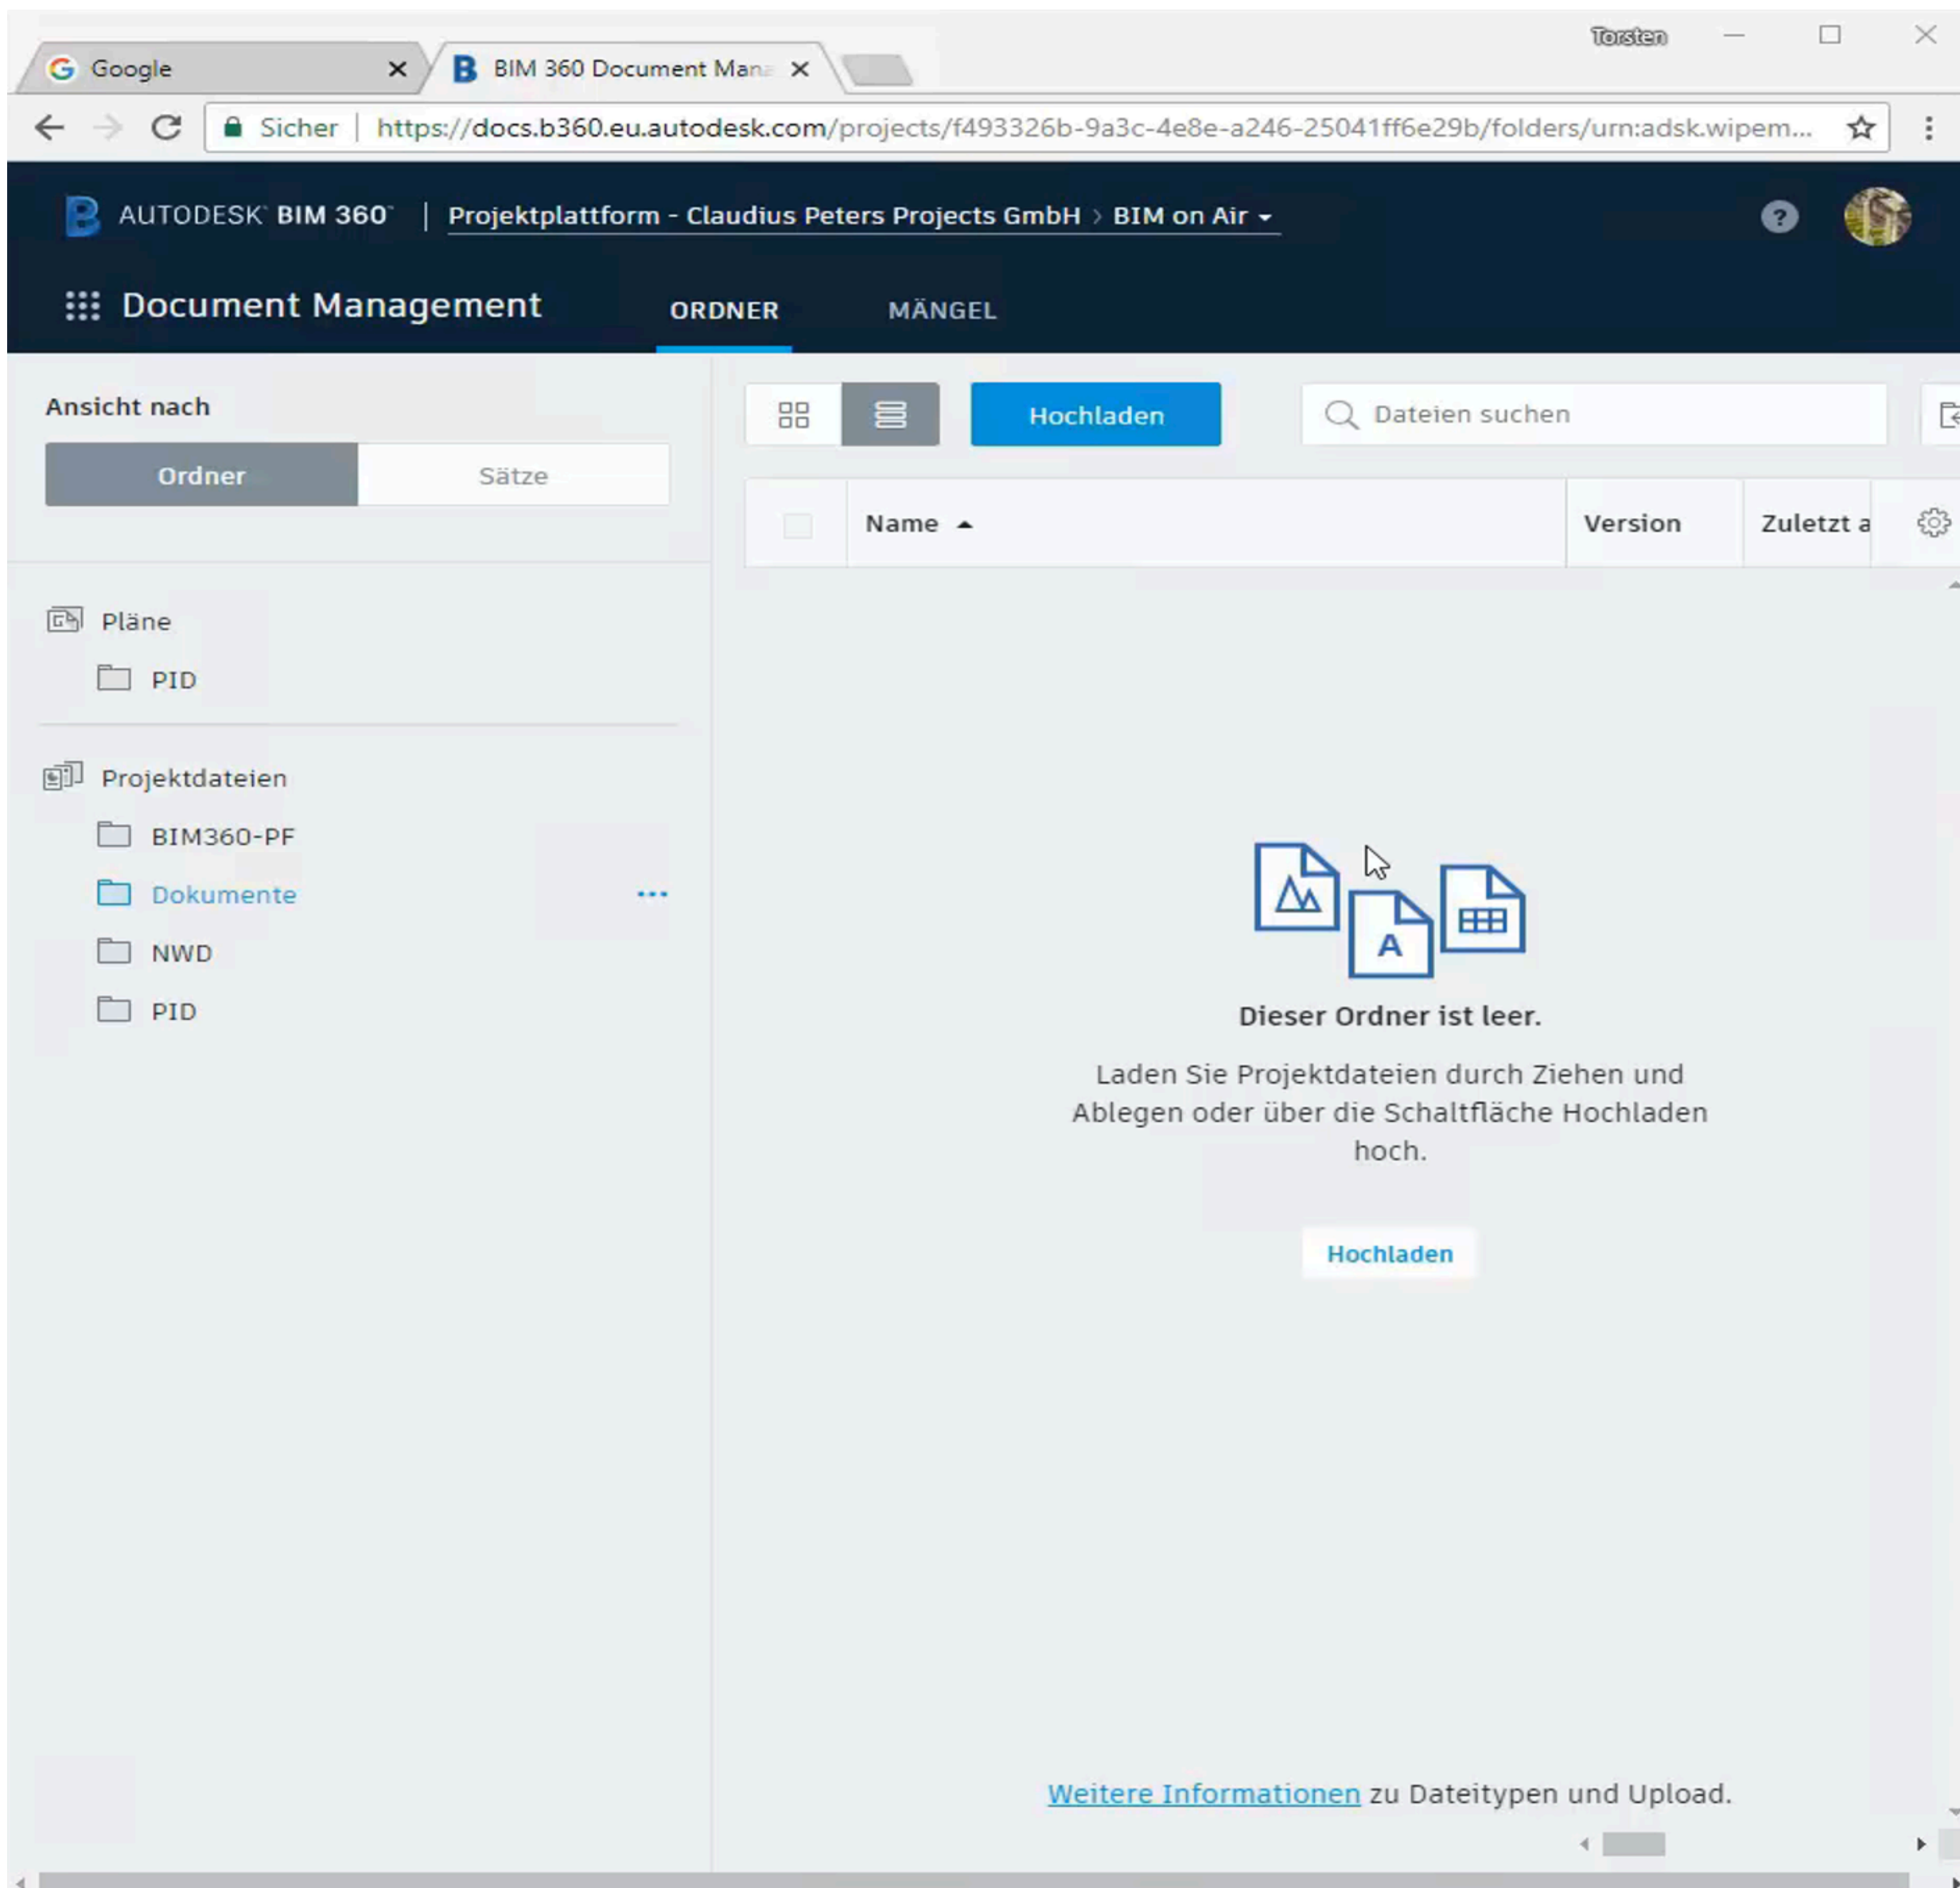 Torsten
Google
BIM 360 Document Mana
Sicher | https://docs.b360.eu.autodesk.com/projects/f493326b-9a3c-4e8e-a246-25041ff6e29b/folders/urn:adsk.wipem...
AUTODESK BIM 360 | Projektplattform - Claudius Peters Projects GmbH > BIM on Air
Document Management
ORDNER
MÄNGEL
Ansicht nach
Hochladen
Dateien suchen
Ordner
Sätze
Name
Version
Zuletzt a
Pläne
PID
Projektdateien
BIM360-PF
Dokumente
NWD
PID
A
Dieser Ordner ist leer.
Laden Sie Projektdateien durch Ziehen und
Ablegen oder über die Schaltfläche Hochladen
hoch.
Hochladen
Weitere Informationen zu Dateitypen und Upload.